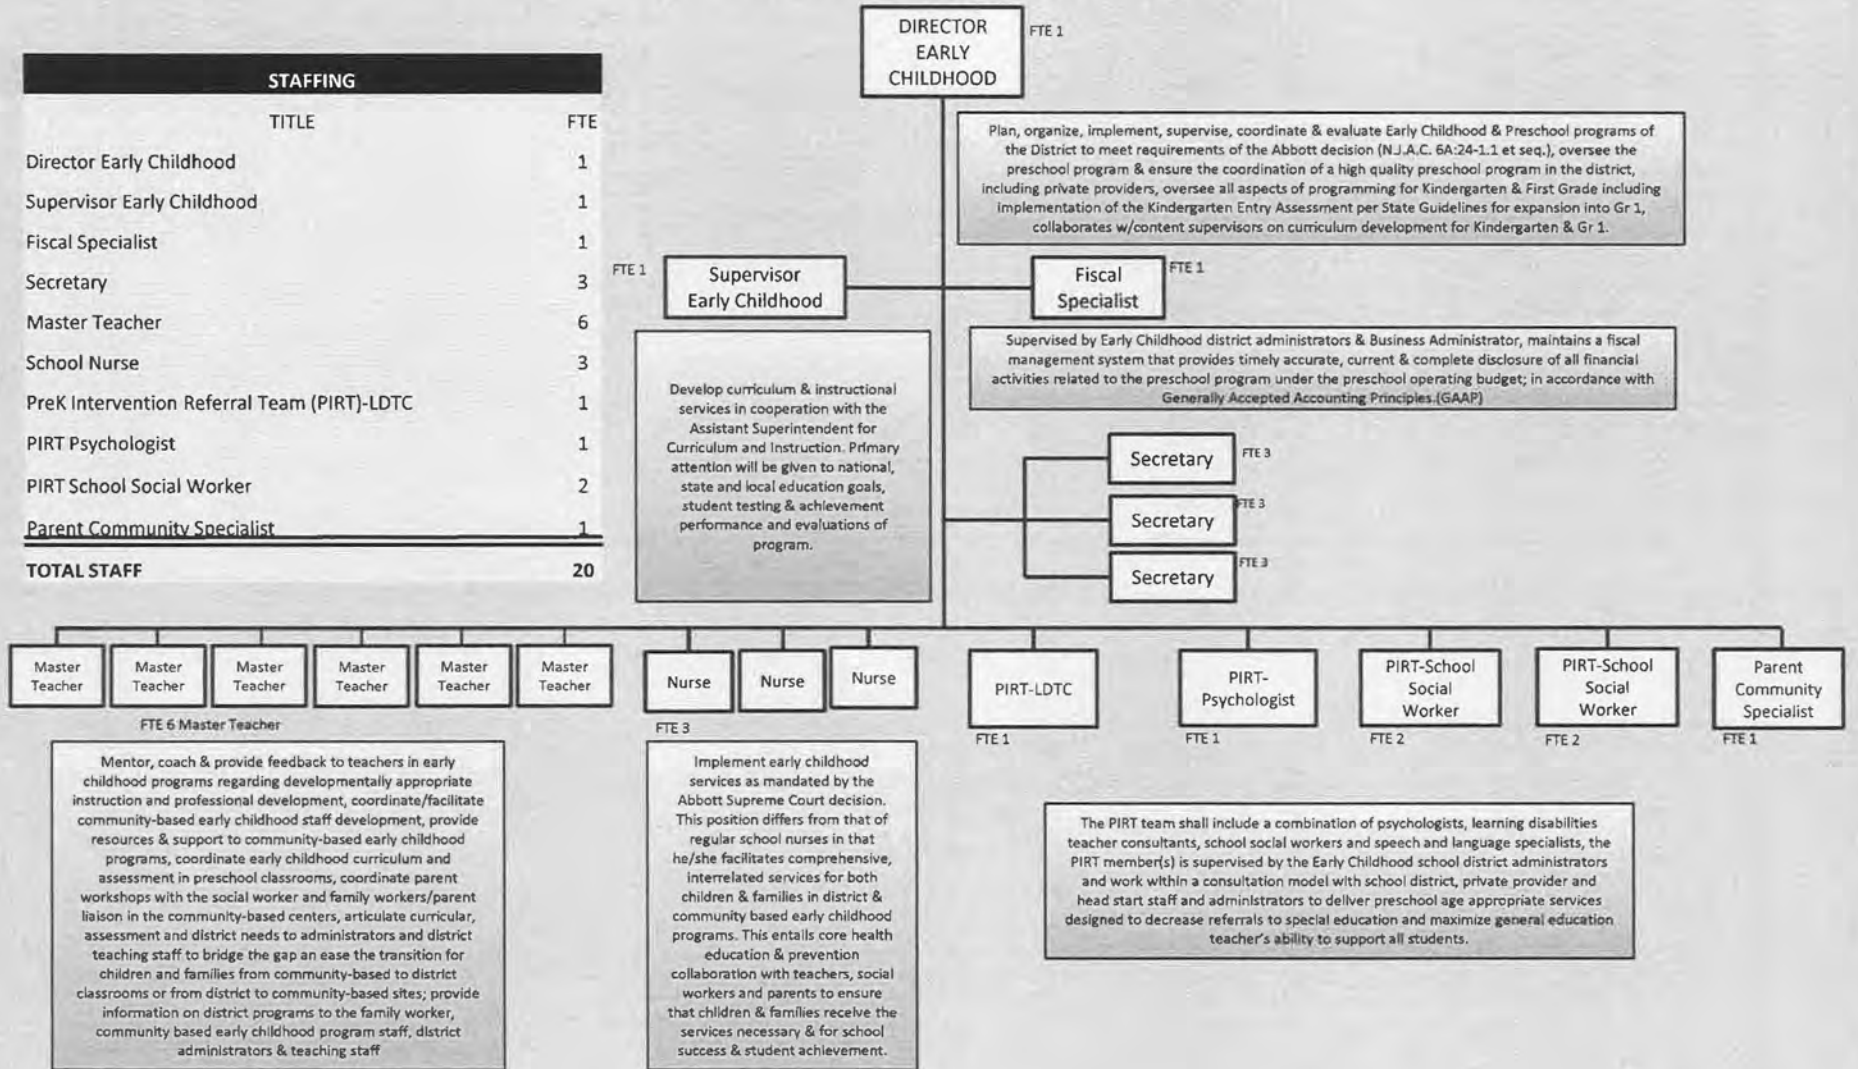 DIRECTOR
EARLY
CHILDHOOD
FTE 1
STAFFING
TITLE FTE
Director Early Childhood 1
Supervisor Early Childhood 1
Fiscal Specialist 1
Secretary 3
Master Teacher 6
School Nurse 3
PreK Intervention Referral Team (PIRT)-LDTC 1
PIRT Psychologist 1
PIRT School Social Worker 2
Parent Community Specialist 1
TOTAL STAFF 20
Plan, organize, implement, supervise, coordinate & evaluate Early Childhood & Preschool programs of
the District to meet requirements of the Abbott decision (N.J.A.C. 6A:24-1.1 et seq.), oversee the
preschool program & ensure the coordination of a high quality preschool program in the district,
including private providers, oversee all aspects of programming for Kindergarten & First Grade including
implementation of the Kindergarten Entry Assessment per State Guidelines for expansion into Gr 1,
collaborates w/content supervisors on curriculum development for Kindergarten & Gr 1.
FTE 1
Supervisor
Early Childhood
Fiscal
Specialist
FTE 1
Develop curriculum & instructional
services in cooperation with the
Assistant Superintendent for
Curriculum and Instruction. Primary
attention will be given to national,
state and local education goals,
student testing & achievement
performance and evaluations of
program.
Supervised by Early Childhood district administrators & Business Administrator, maintains a fiscal
management system that provides timely accurate, current & complete disclosure of all financial
activities related to the preschool program under the preschool operating budget; in accordance with
Generally Accepted Accounting Principles.(GAAP)
Secretary FTE 3
Secretary FTE 3
Secretary FTE 3
Master
Teacher
Master
Teacher
Master
Teacher
Master
Teacher
Master
Teacher
Master
Teacher
FTE 6 Master Teacher
Nurse
Nurse
Nurse
FTE 3
PIRT-LDTC
FTE 1
PIRT-
Psychologist
FTE 1
PIRT-School
Social
Worker
FTE 2
PIRT-School
Social
Worker
FTE 2
Parent
Community
Specialist
FTE 1
Mentor, coach & provide feedback to teachers in early
childhood programs regarding developmentally appropriate
instruction and professional development, coordinate/facilitate
community-based early childhood staff development, provide
resources & support to community-based early childhood
programs, coordinate early childhood curriculum and
assessment in preschool classrooms, coordinate parent
workshops with the social worker and family workers/parent
liaison in the community-based centers, articulate curricular,
assessment and district needs to administrators and district
teaching staff to bridge the gap an ease the transition for
children and families from community-based to district
classrooms or from district to community-based sites; provide
information on district programs to the family worker,
community based early childhood program staff, district
administrators & teaching staff
Implement early childhood
services as mandated by the
Abbott Supreme Court decision.
This position differs from that of
regular school nurses in that
he/she facilitates comprehensive,
interrelated services for both
children & families in district &
community based early childhood
programs. This entails core health
education & prevention
collaboration with teachers, social
workers and parents to ensure
that children & families receive the
services necessary & for school
success & student achievement.
The PIRT team shall include a combination of psychologists, learning disabilities
teacher consultants, school social workers and speech and language specialists, the
PIRT member(s) is supervised by the Early Childhood school district administrators
and work within a consultation model with school district, private provider and
head start staff and administrators to deliver preschool age appropriate services
designed to decrease referrals to special education and maximize general education
teacher's ability to support all students.